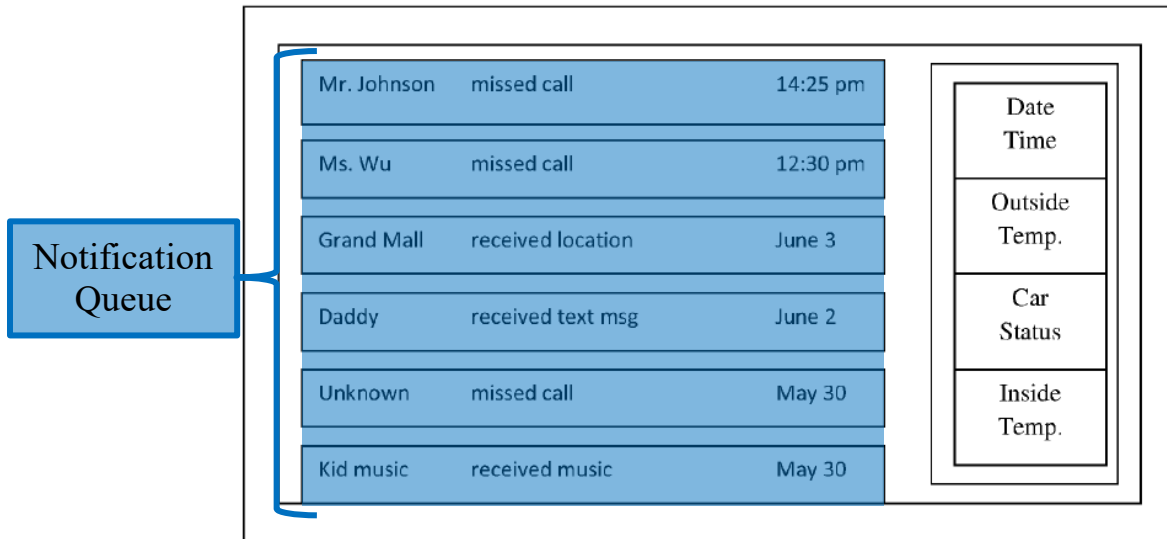 Notification
Queue
Mr. Johnson missed call 14:25 pm
Ms. Wu missed call 12:30 pm
Grand Mall received location June 3
Daddy received text msg June 2
Unknown missed call May 30
Kid music received music May 30
Date
Time
Outside
Temp.
Car
Status
Inside
Temp.